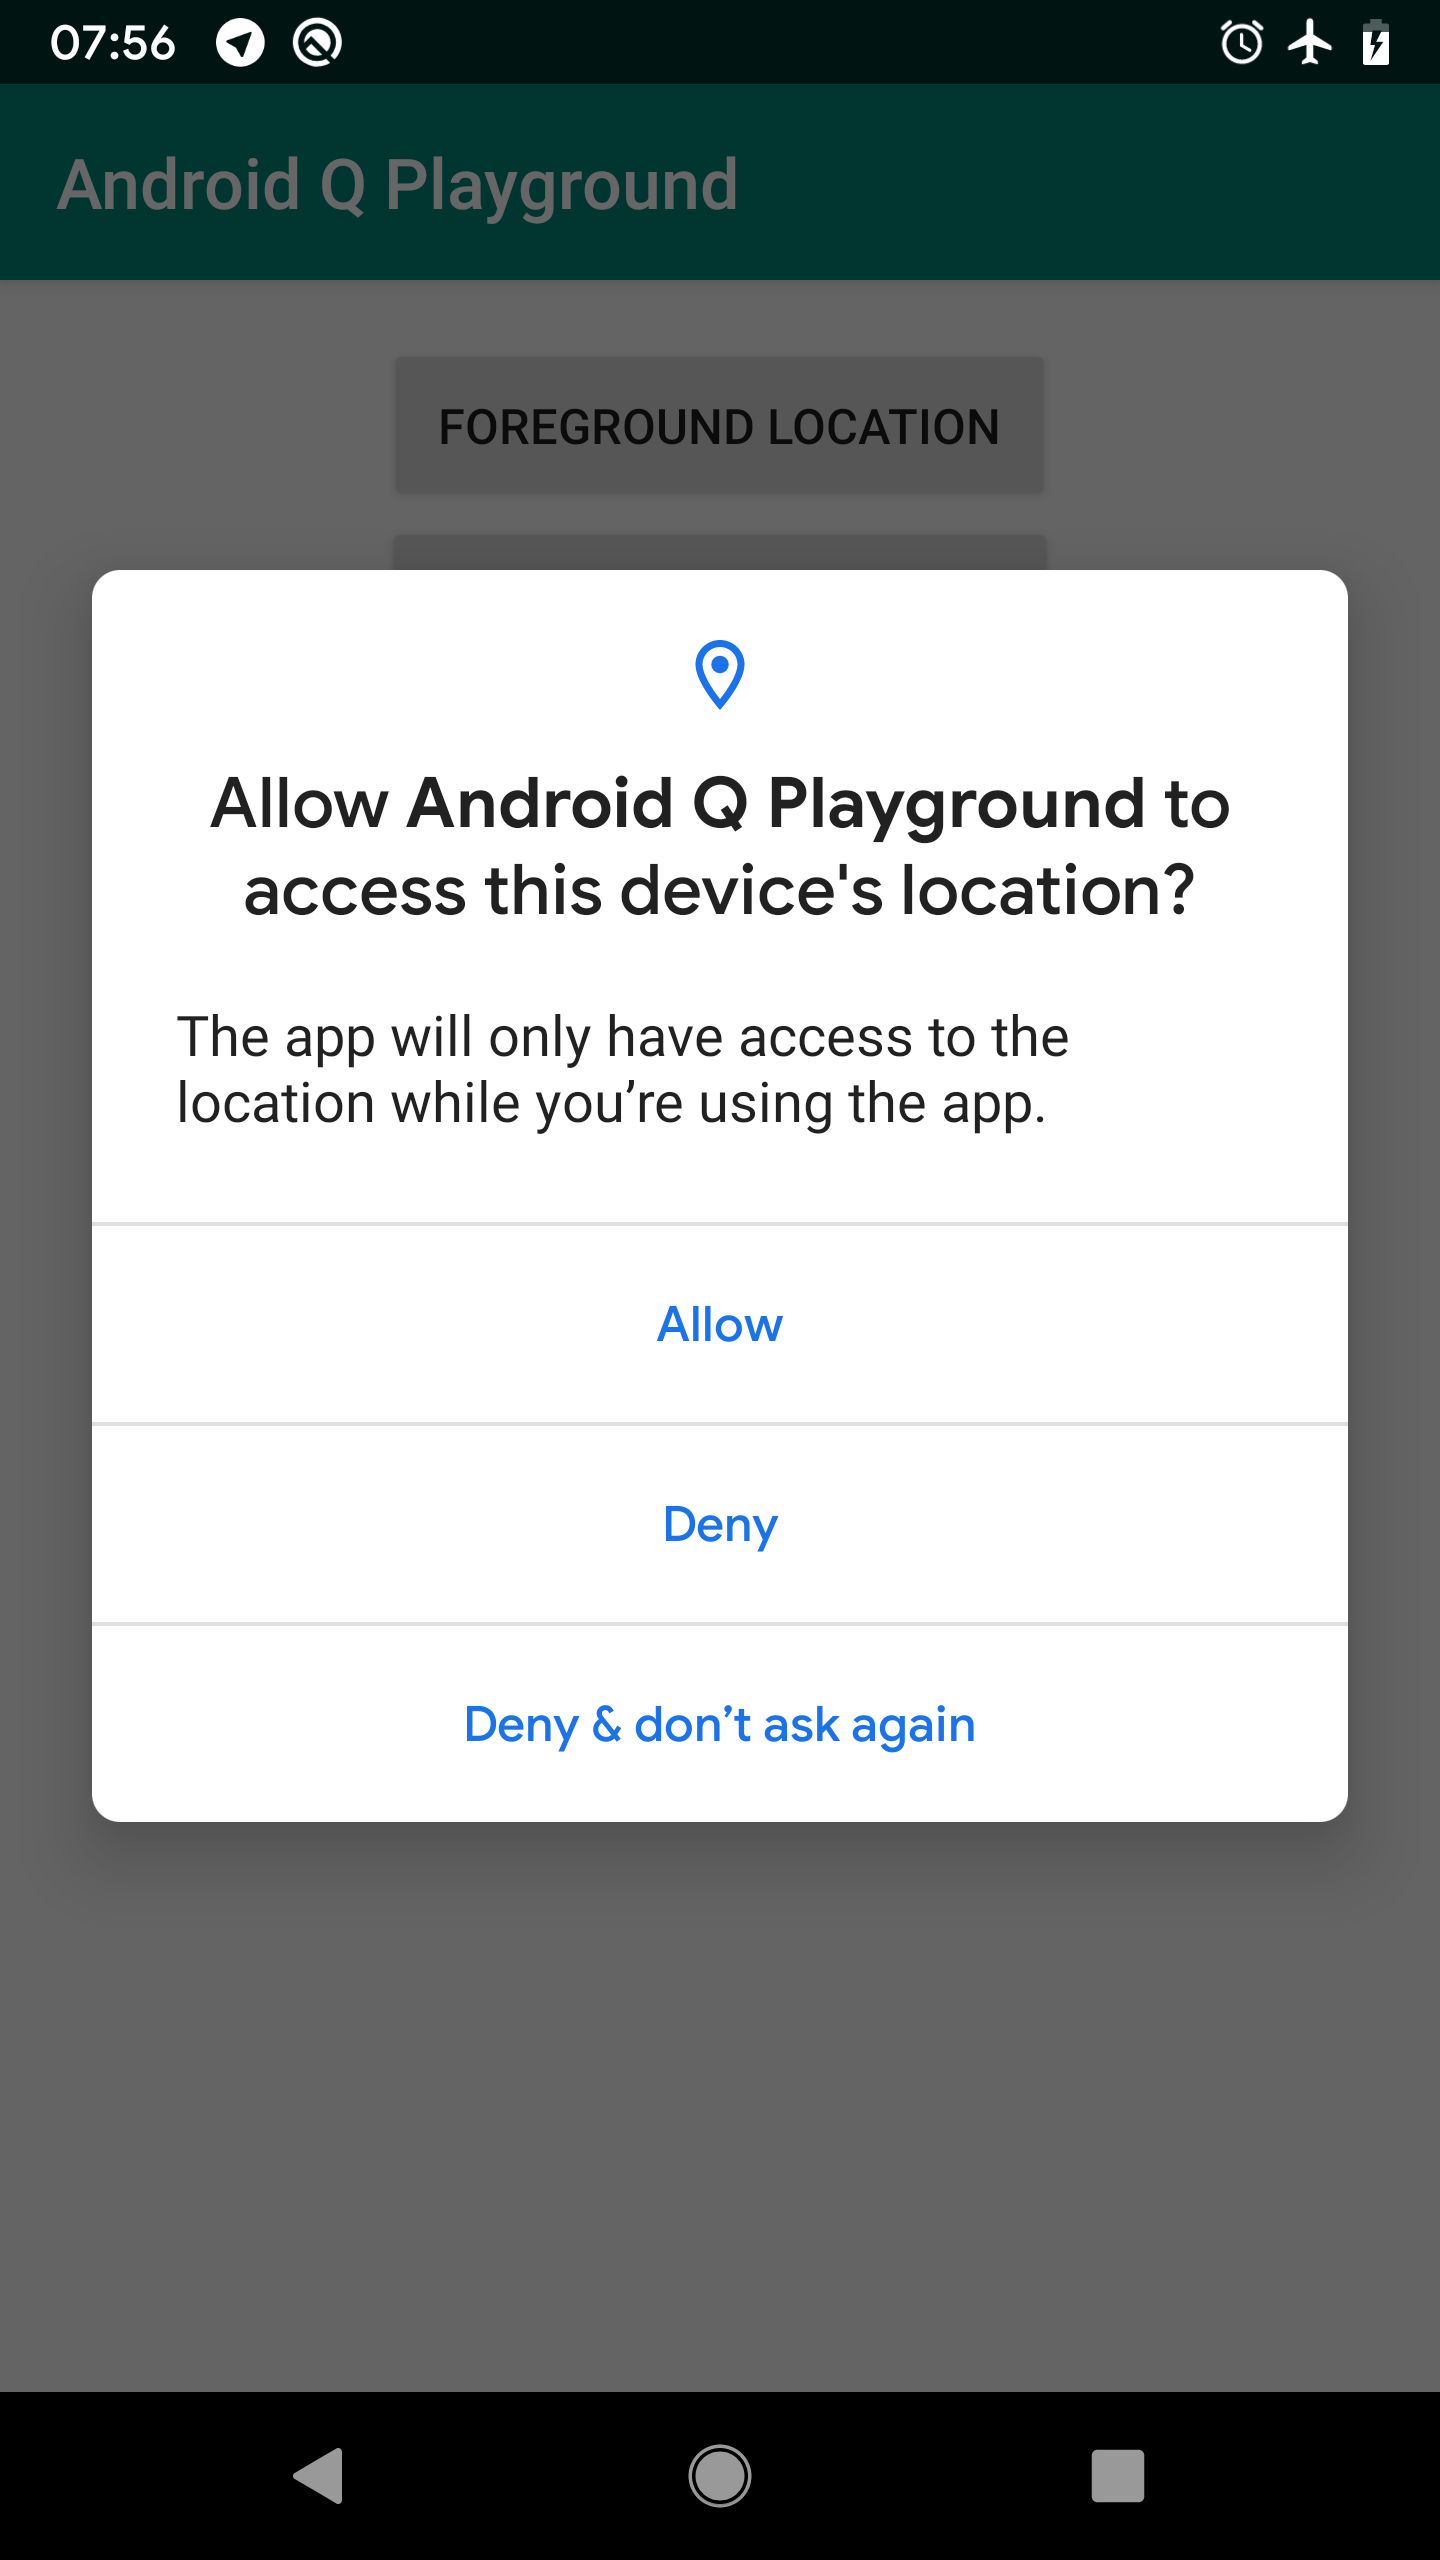 07:56
Android Q Playground
FOREGROUND LOCATION
Allow Android Q Playground to
access this device's location?
The app will only have access to the
location while you’re using the app.
Allow
Deny
Deny & don’t ask again